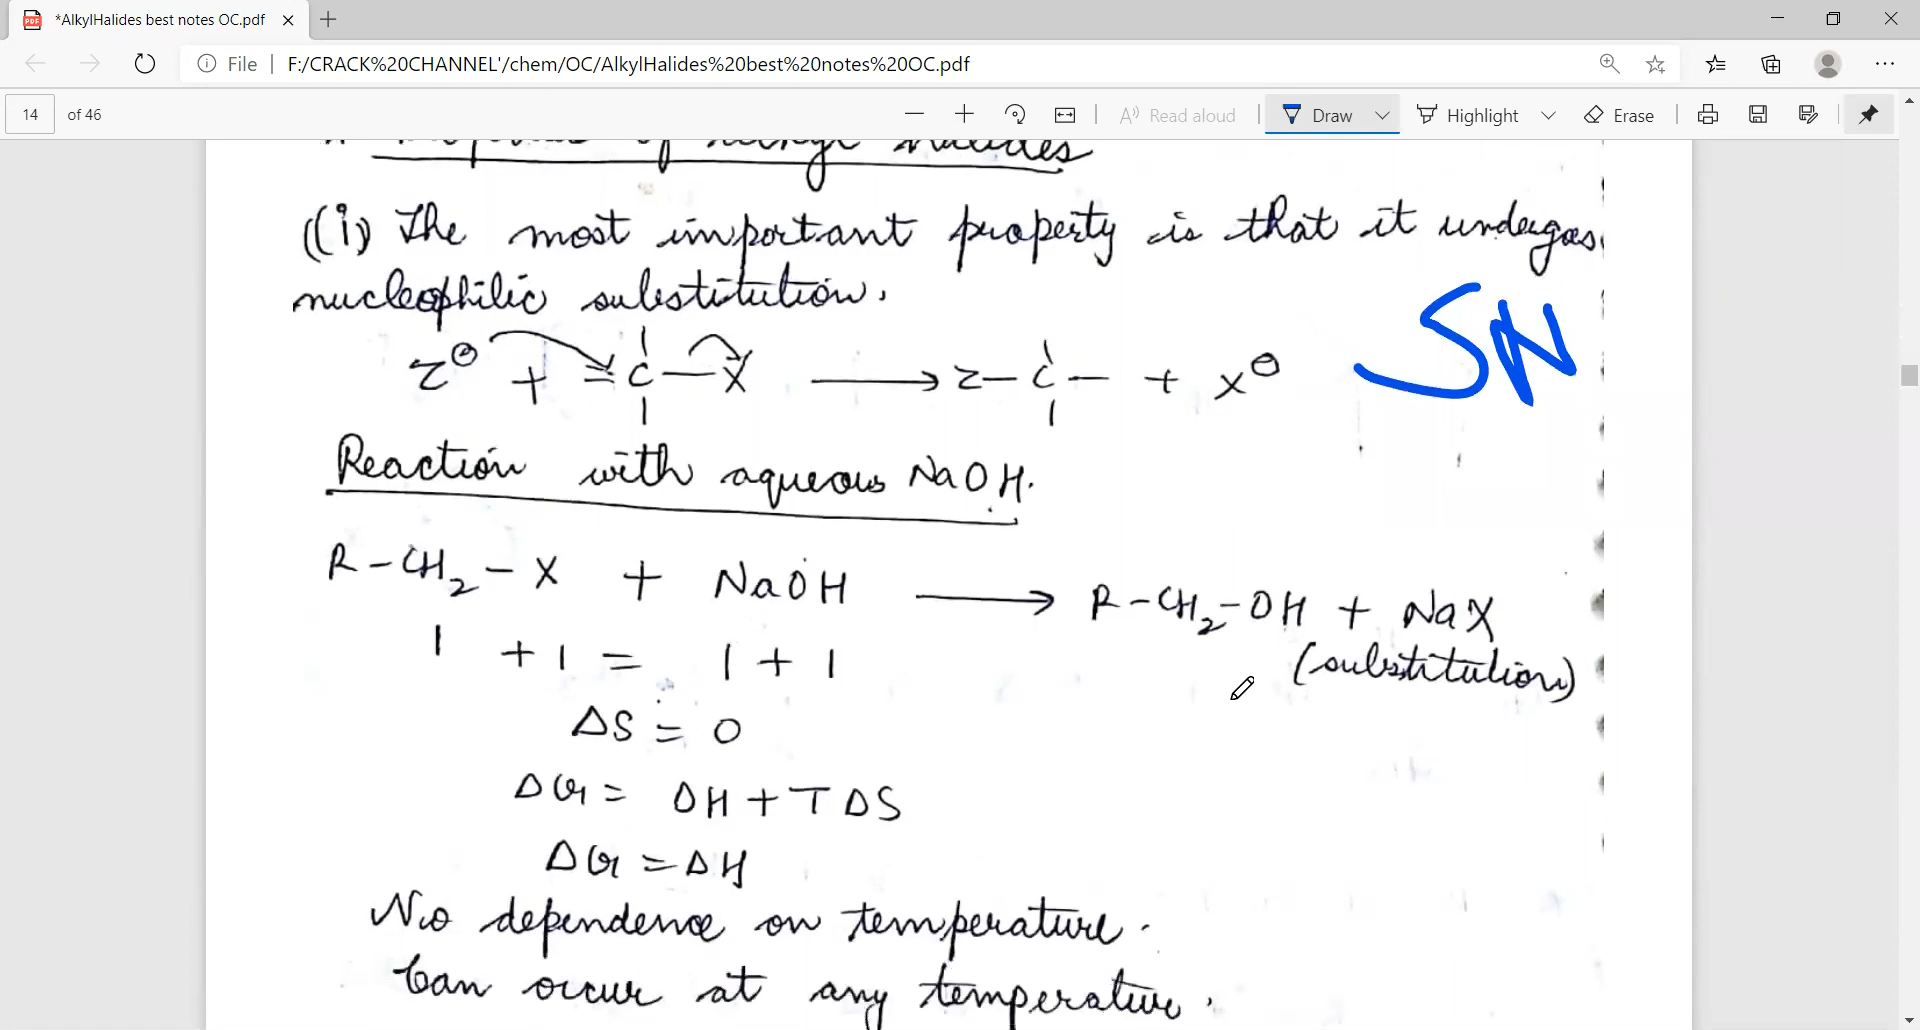 *AlkylHalides best notes OC.pdf
File F:/CRACK%20CHANNEL'/chem/OC/AlkylHalides%20best%20notes%20OC.pdf
14 of 46 Read aloud Draw Highlight Erase
of Halides
(i) The most important property is that it undergoes
nucleophilic substitution.
Z⊖ + -C-X → Z-C- + X⊖
SN
Reaction with aqueous NaOH.
R-CH₂-X + NaOH → R-CH₂-OH + NaX
(substitution)
1 + 1 = 1 + 1
ΔS = 0
ΔG = ΔH + TΔS
ΔG = ΔH
No dependence on temperature.
Can occur at any temperature.